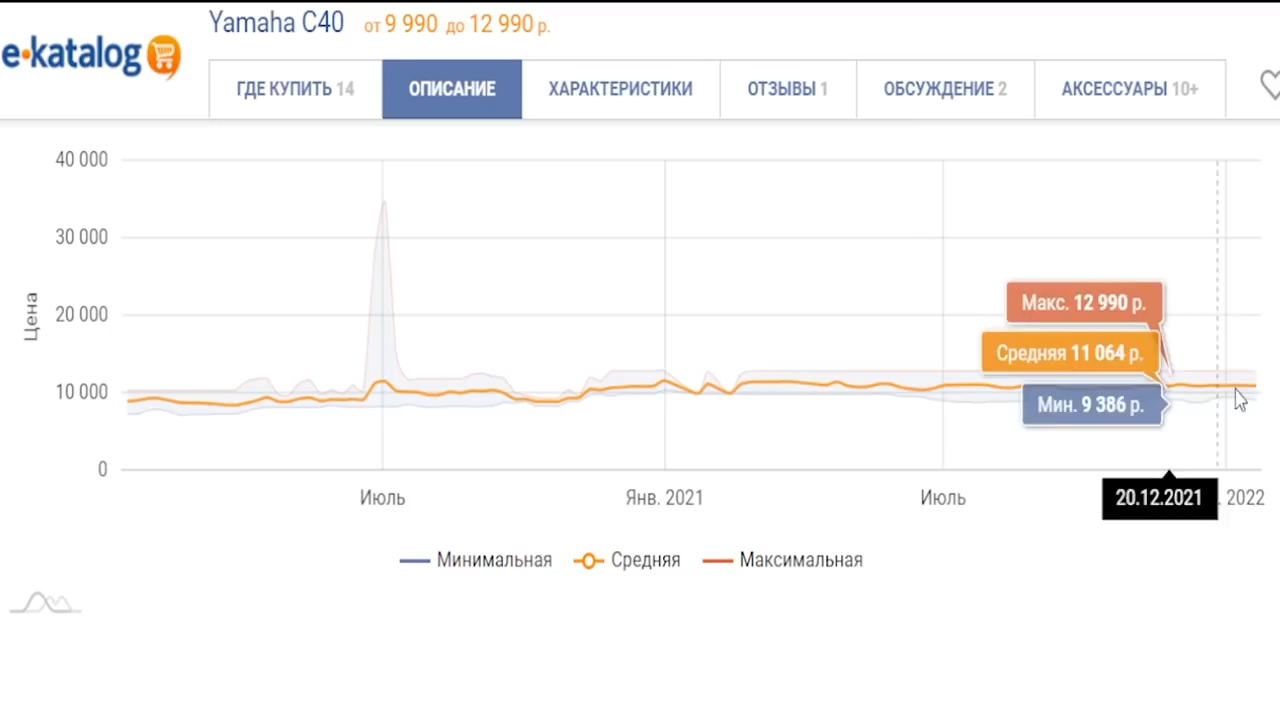 Yamaha C40 от 9 990 до 12 990 р.
e-katalog
ГДЕ КУПИТЬ 14 ОПИСАНИЕ ХАРАКТЕРИСТИКИ ОТЗЫВЫ 1 ОБСУЖДЕНИЕ 2 АКСЕССУАРЫ 10+
40 000
30 000
20 000
10 000
0
Цена
Макс. 12 990 р.
Средняя 11 064 р.
Мин. 9 386 р.
Июль Янв. 2021 Июль 20.12.2021 . 2022
Минимальная Средняя Максимальная